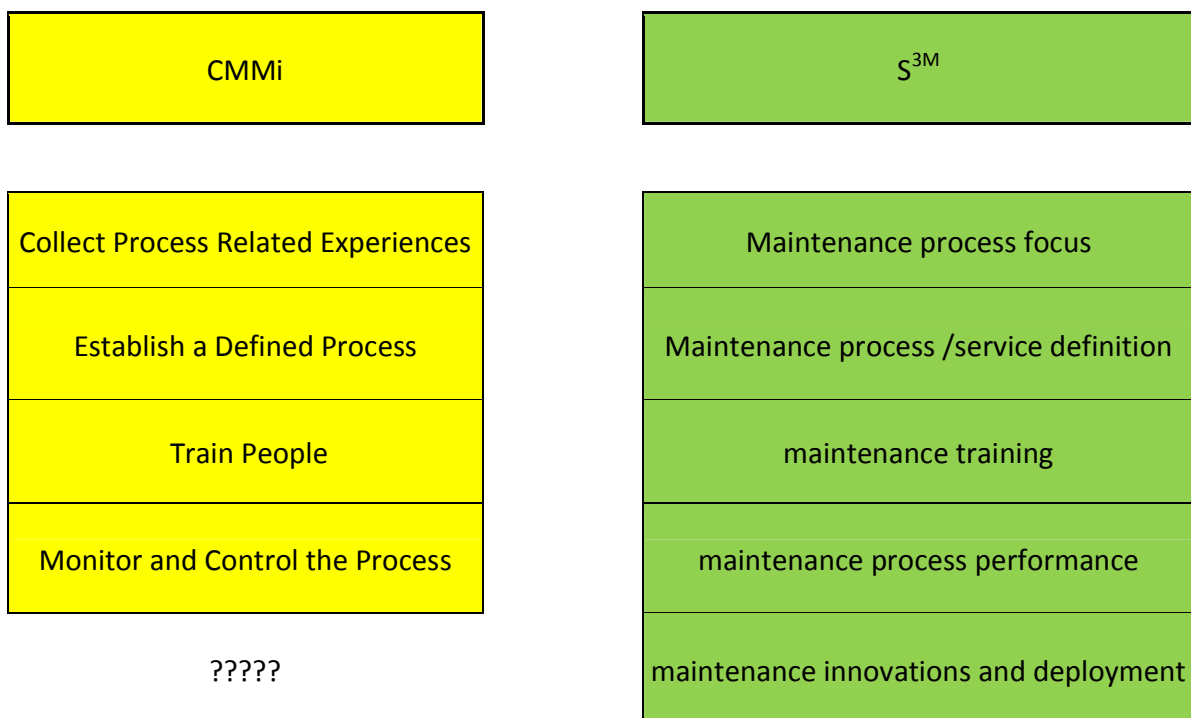 CMMi
S3M
Collect Process Related Experiences
Maintenance process focus
Establish a Defined Process
Maintenance process /service definition
Train People
maintenance training
Monitor and Control the Process
maintenance process performance
?????
maintenance innovations and deployment